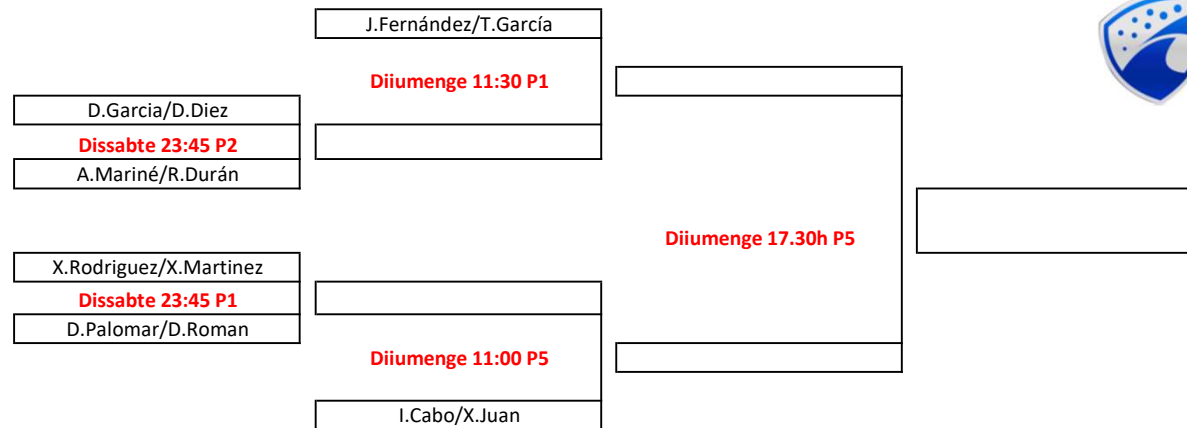 J.Fernández/T.García
Diiumenge 11:30 P1
D.Garcia/D.Diez
Dissabte 23:45 P2
A.Mariné/R.Durán
Diiumenge 17.30h P5
X.Rodriguez/X.Martinez
Dissabte 23:45 P1
D.Palomar/D.Roman
Diiumenge 11:00 P5
I.Cabo/X.Juan